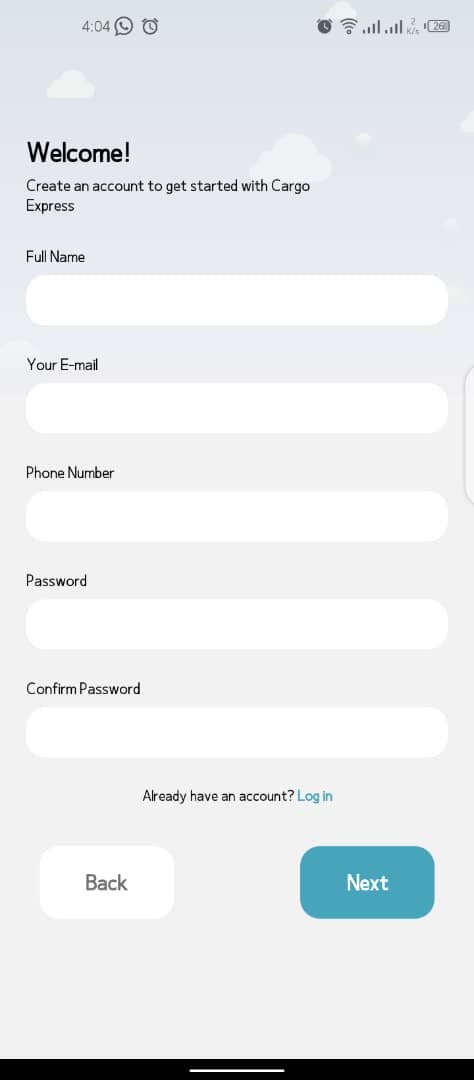 4:04 2 K/s 26
Welcome!
Create an account to get started with Cargo
Express
Full Name
Your E-mail
Phone Number
Password
Confirm Password
Already have an account? Log in
Back Next